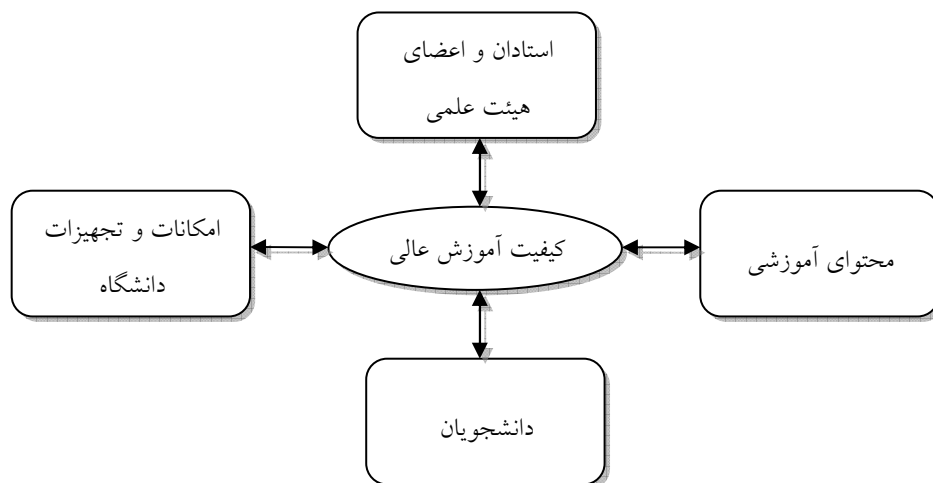 استادان و اعضای
هیئت علمی
امکانات و تجهیزات
دانشگاه
کیفیت آموزش عالی
محتوای آموزشی
دانشجویان